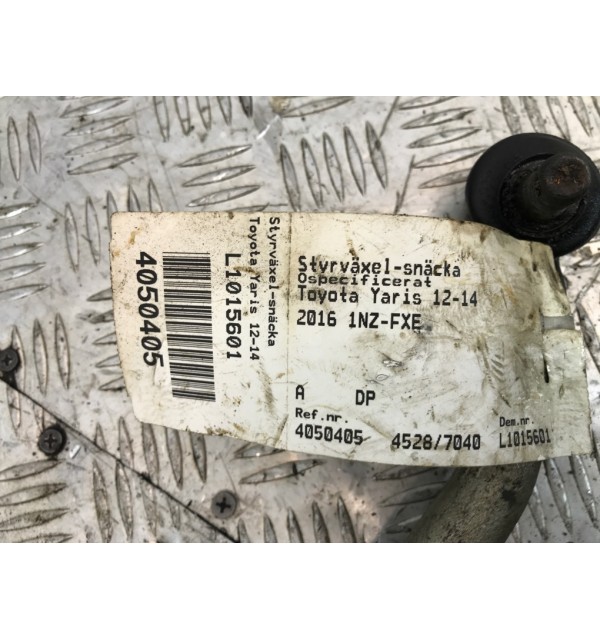 Styrväxel-snäcka
Toyota Yaris 12-14
L1015601
4050405
Styrväxel-snäcka
Ospecificerat
Toyota Yaris 12-14
2016 1NZ-FXE
A DP
Ref.nr. Dem.nr.
4050405 4528/7040 L1015601